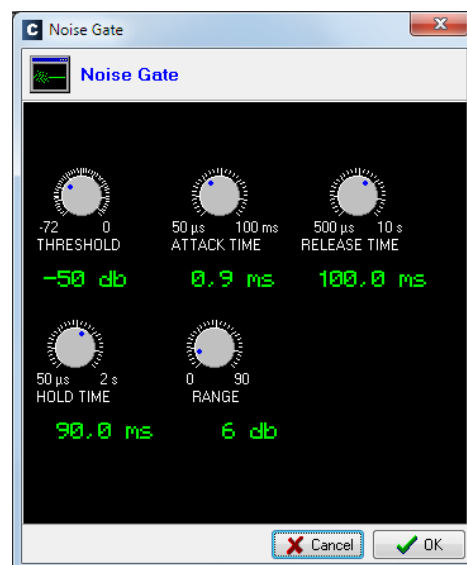 C Noise Gate
Noise Gate
-72 0
THRESHOLD
-50 db
50 µs 100 ms
ATTACK TIME
0,9 ms
500 µs 10 s
RELEASE TIME
100,0 ms
50 µs 2 s
HOLD TIME
90,0 ms
0 90
RANGE
6 db
Cancel OK